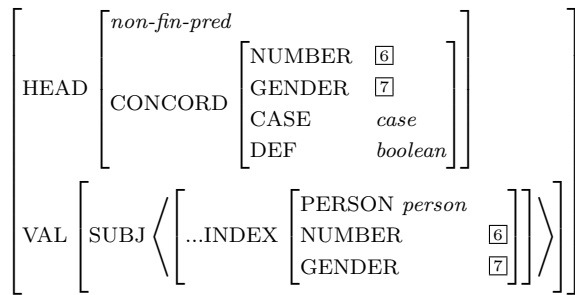 non-fin-pred
NUMBER 6
HEAD CONCORD GENDER 7
CASE case
DEF boolean
PERSON person
VAL SUBJ ...INDEX NUMBER 6
GENDER 7